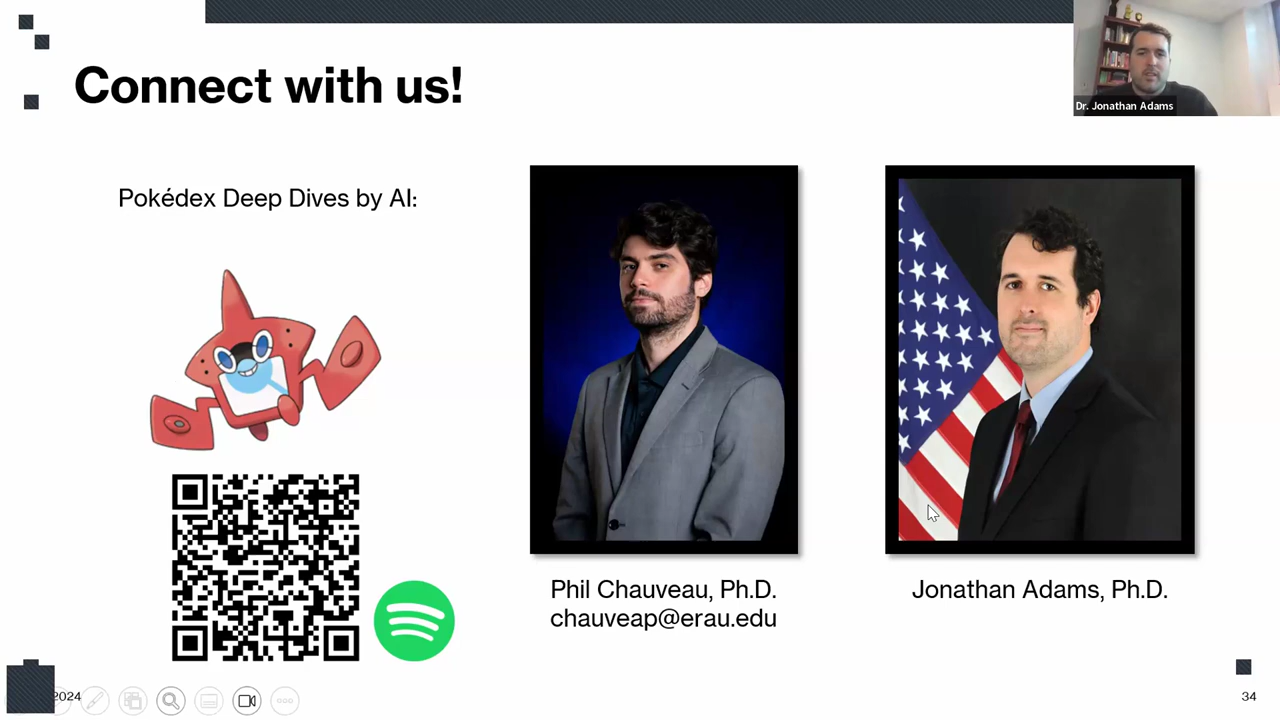 Connect with us!
Dr. Jonathan Adams
Pokédex Deep Dives by AI:
Phil Chauveau, Ph.D.
chauveap@erau.edu
Jonathan Adams, Ph.D.
2024
34